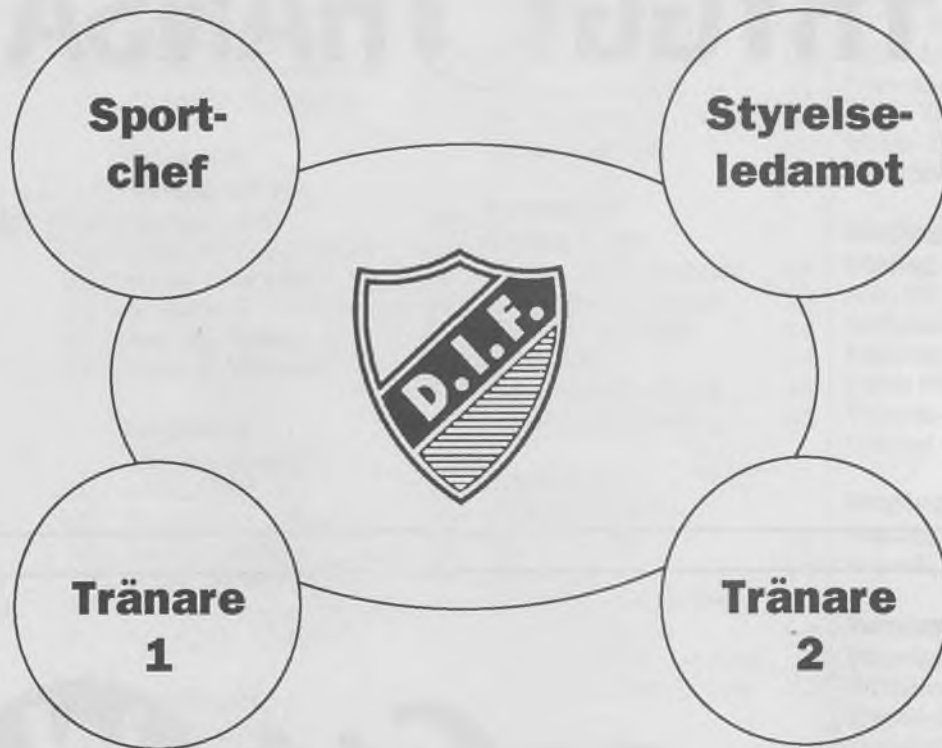 Sport-
chef
Styrelse-
ledamot
D.I.F.
Tränare
1
Tränare
2